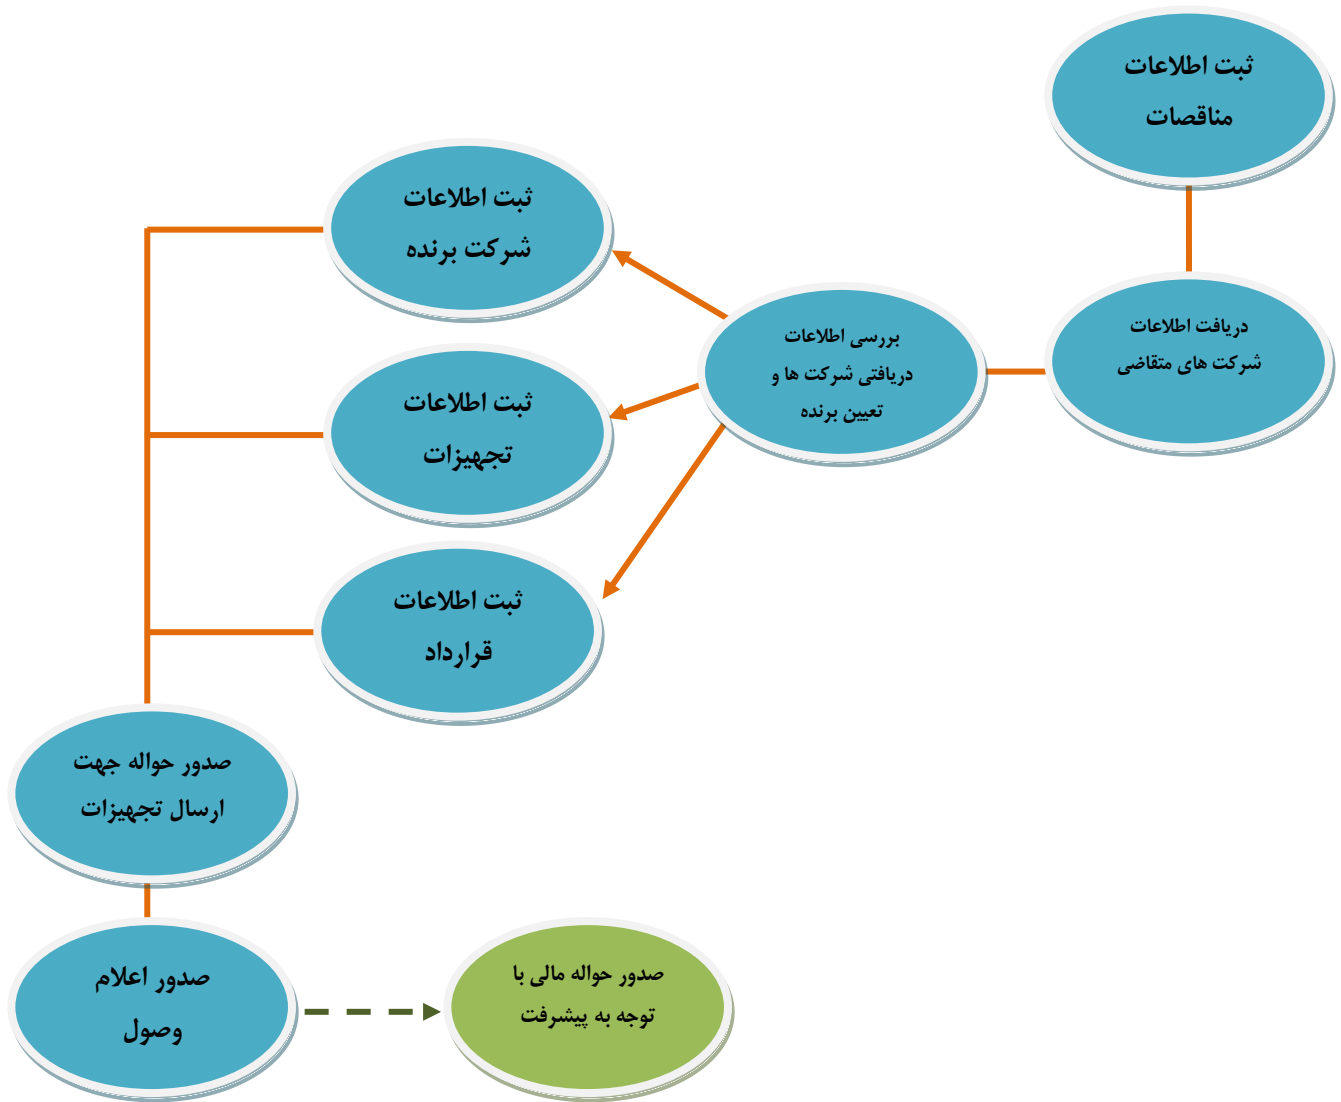 ثبت اطلاعات
مناقصات
دریافت اطلاعات
شرکت های متقاضی
بررسی اطلاعات
دریافتی شرکت ها و
تعیین برنده
ثبت اطلاعات
شرکت برنده
ثبت اطلاعات
تجهیزات
ثبت اطلاعات
قرارداد
صدور حواله جهت
ارسال تجهیزات
صدور اعلام
وصول
صدور حواله مالی با
توجه به پیشرفت